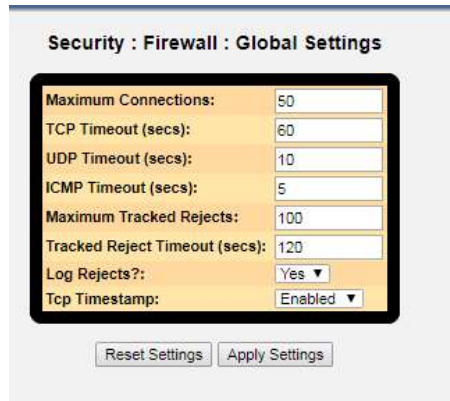 Security : Firewall : Global Settings
Maximum Connections: 50
TCP Timeout (secs): 60
UDP Timeout (secs): 10
ICMP Timeout (secs): 5
Maximum Tracked Rejects: 100
Tracked Reject Timeout (secs): 120
Log Rejects?: Yes
Tcp Timestamp: Enabled
Reset Settings Apply Settings